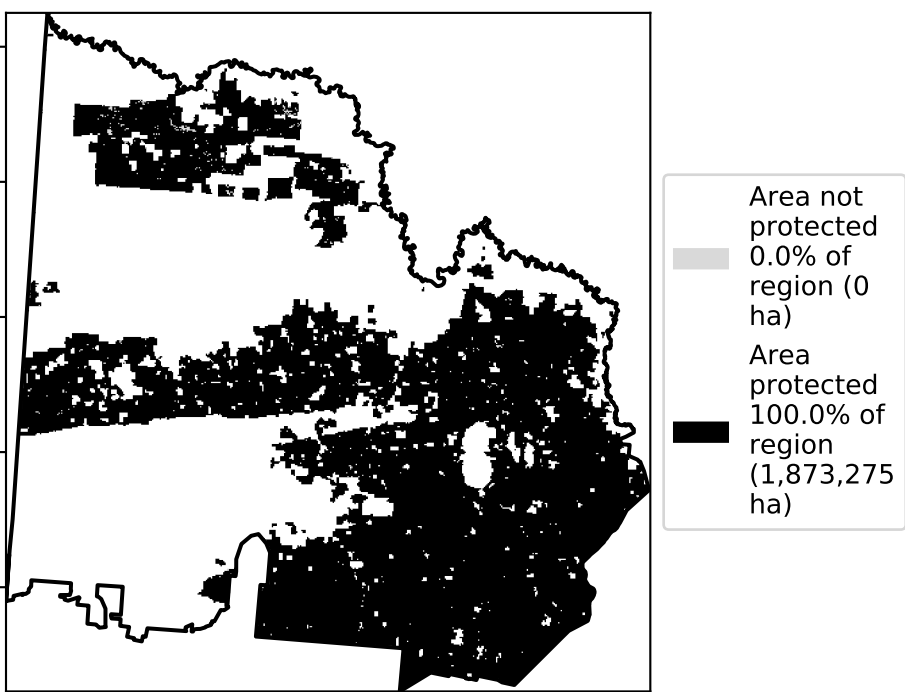 Area not
protected
0.0% of
region (0
ha)
Area
protected
100.0% of
region
(1,873,275
ha)